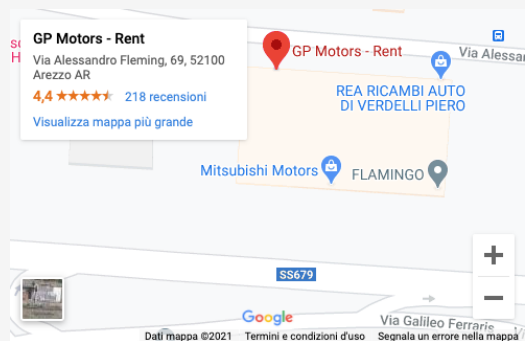 GP Motors - Rent
Via Alessandro Fleming, 69, 52100
Arezzo AR
4,4
218 recensioni
Visualizza mappa più grande
GP Motors - Rent
Via Alessan
REA RICAMBI AUTO
DI VERDELLI PIERO
Mitsubishi Motors
FLAMINGO
SS679
Google
Via Galileo Ferraris
Dati mappa ©2021
Termini e condizioni d'uso
Segnala un errore nella mappa